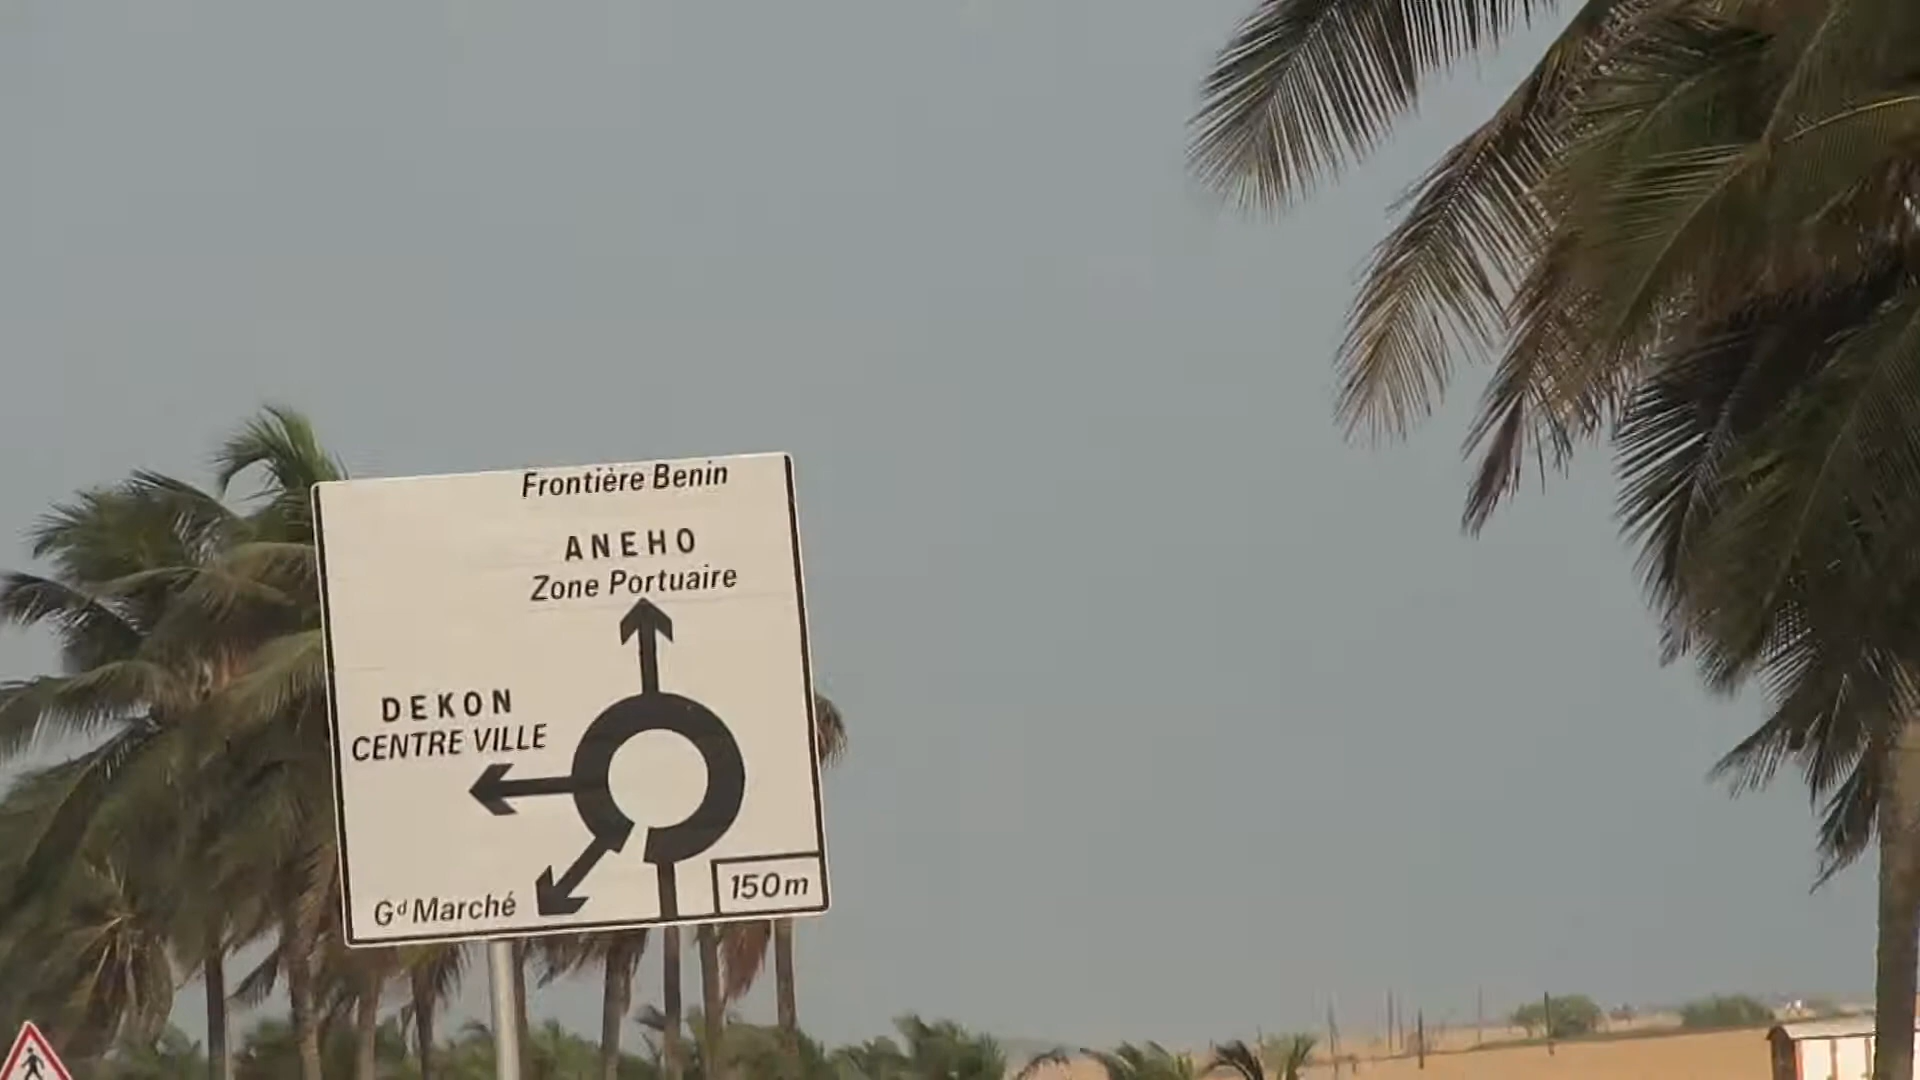 Frontière Benin
ANEHO
Zone Portuaire
DEKON
CENTRE VILLE
Gd Marché
150m